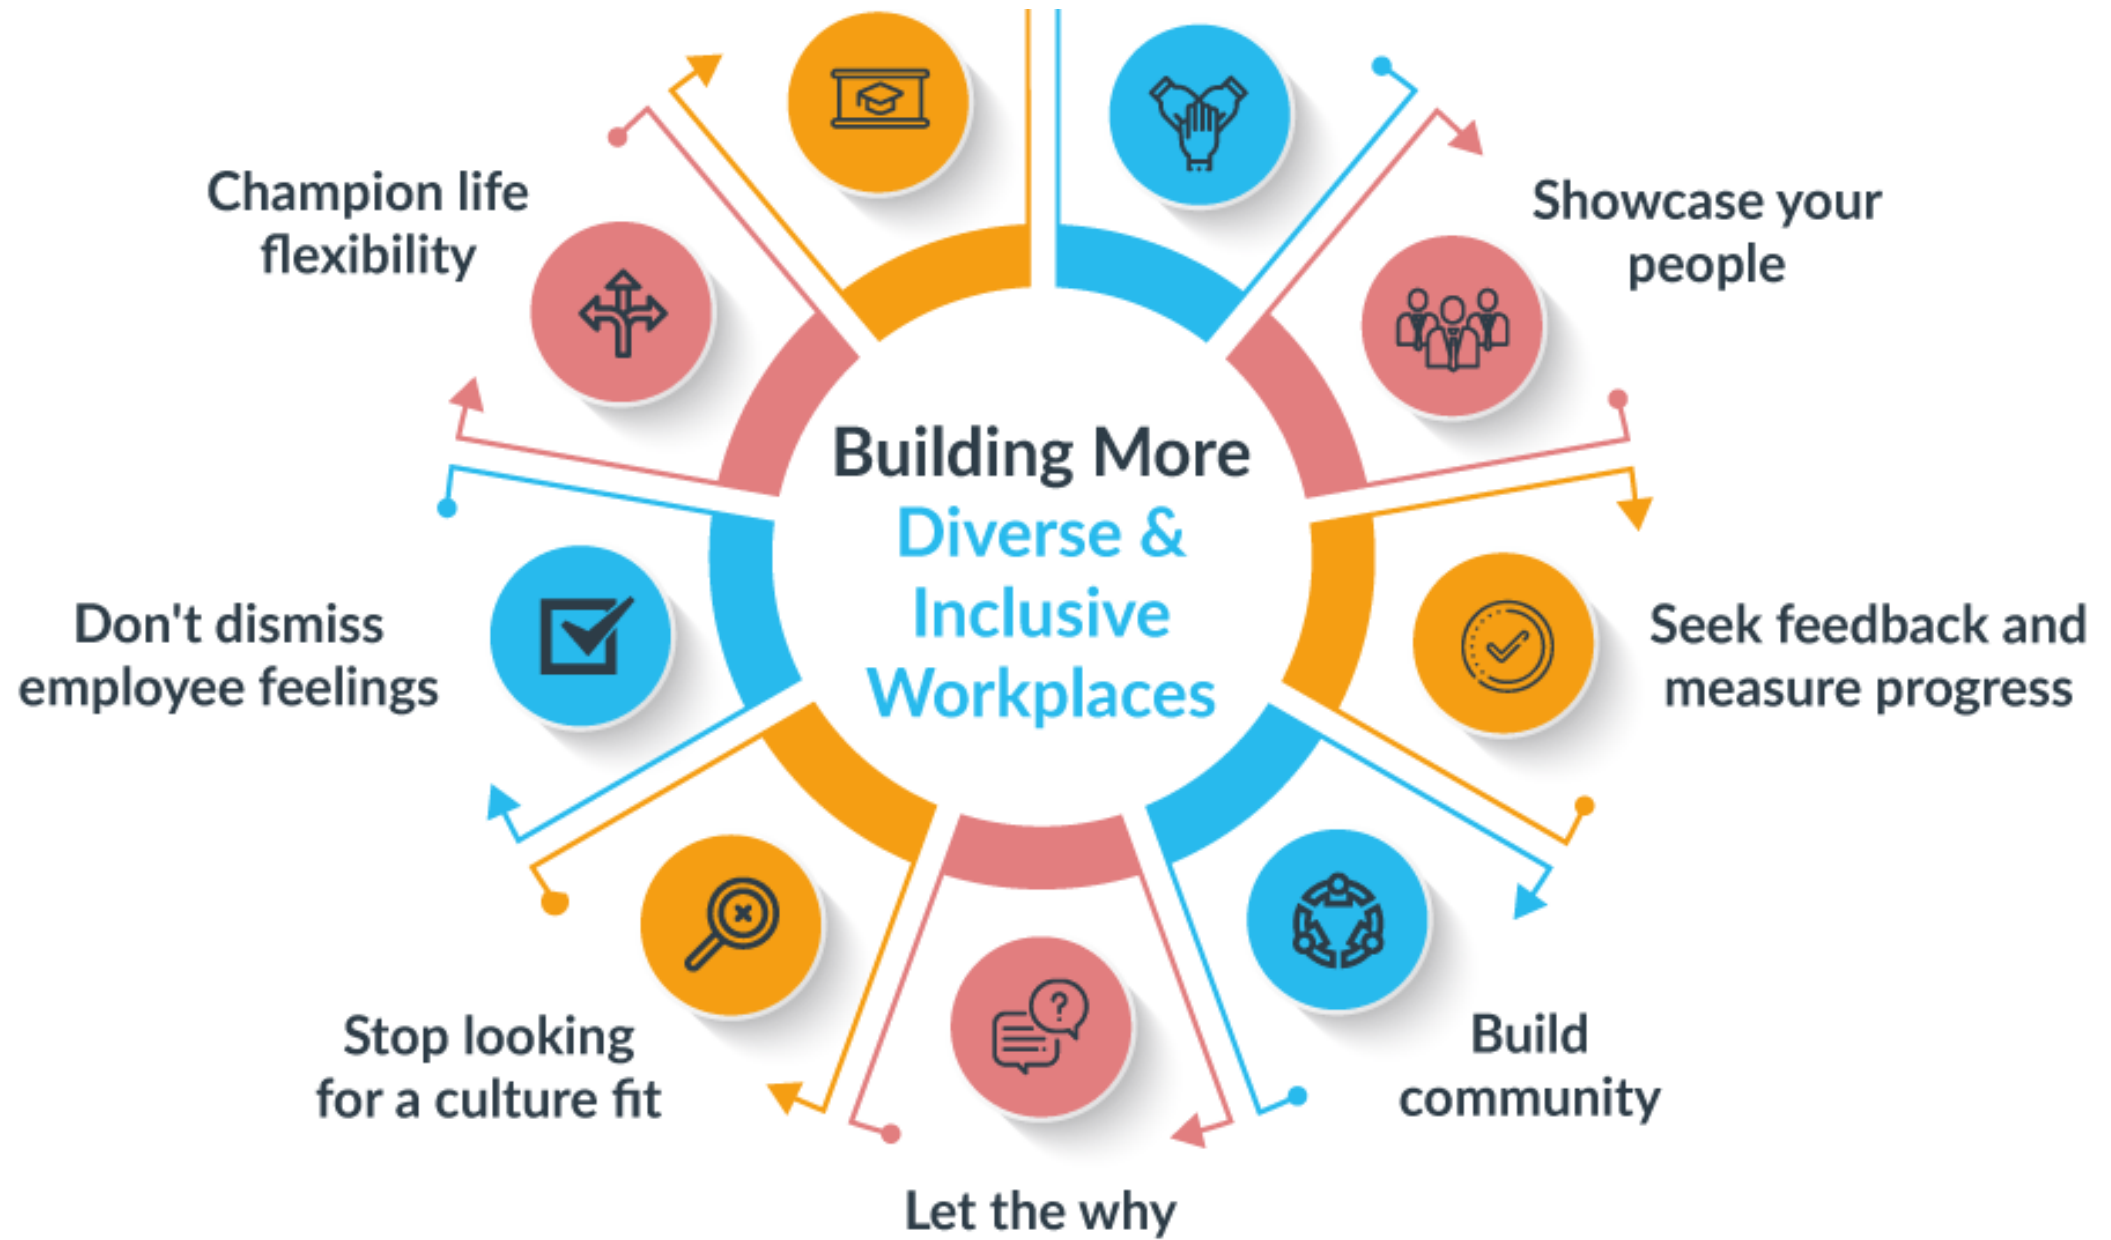 Building More
Diverse &
Inclusive
Workplaces
Showcase your
people
Seek feedback and
measure progress
Build
community
Let the why
Stop looking
for a culture fit
Don't dismiss
employee feelings
Champion life
flexibility
?